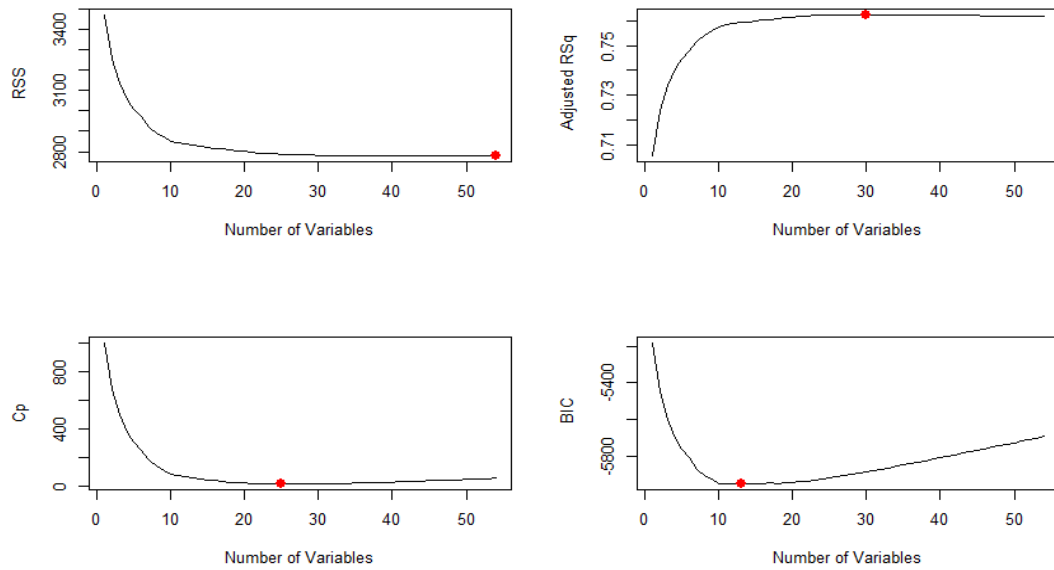 RSS
3400
3100
2800
0 10 20 30 40 50
Number of Variables
Adjusted RSq
0.75
0.73
0.71
0 10 20 30 40 50
Number of Variables
Cp
800
400
0
0 10 20 30 40 50
Number of Variables
BIC
-5400
-5800
0 10 20 30 40 50
Number of Variables